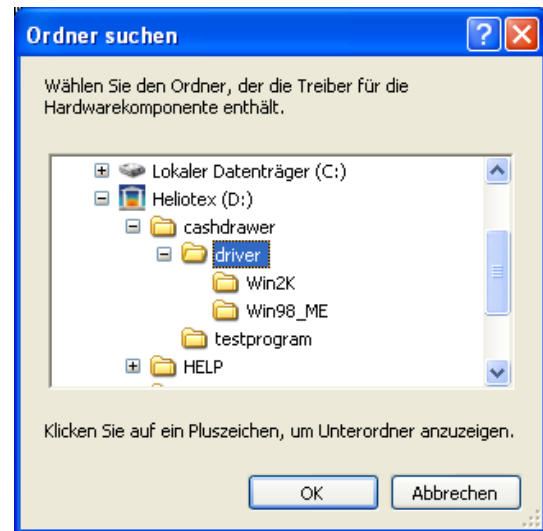 Ordner suchen
Wählen Sie den Ordner, der die Treiber für die
Hardwarekomponente enthält.
Lokaler Datenträger (C:)
Heliotex (D:)
cashdrawer
driver
Win2K
Win98_ME
testprogram
HELP
Klicken Sie auf ein Pluszeichen, um Unterordner anzuzeigen.
OK Abbrechen